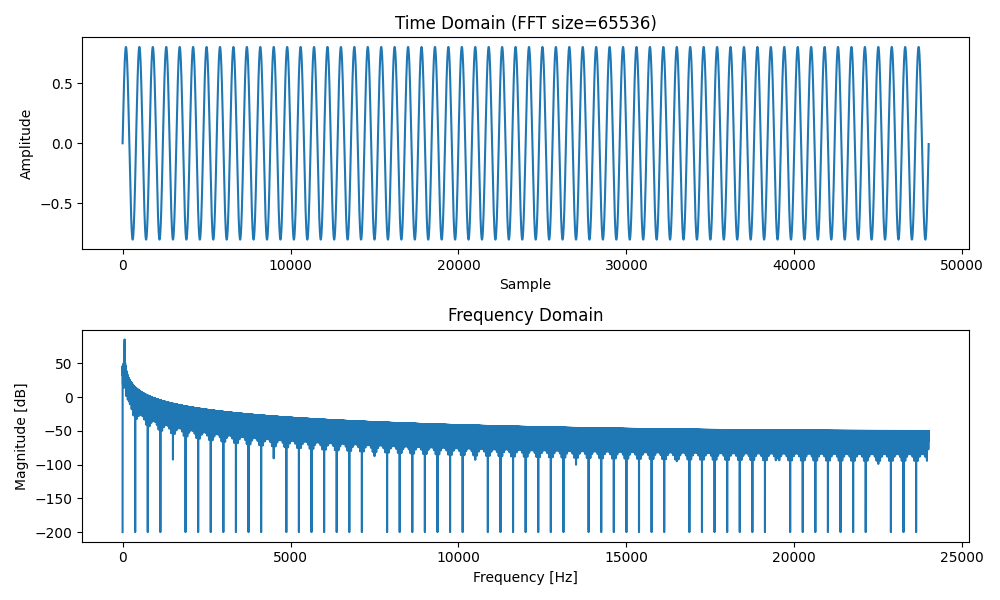 Time Domain (FFT size=65536)
Amplitude
0.5
0.0
−0.5
0 10000 20000 30000 40000 50000
Sample
Frequency Domain
Magnitude [dB]
50
0
−50
−100
−150
−200
0 5000 10000 15000 20000 25000
Frequency [Hz]